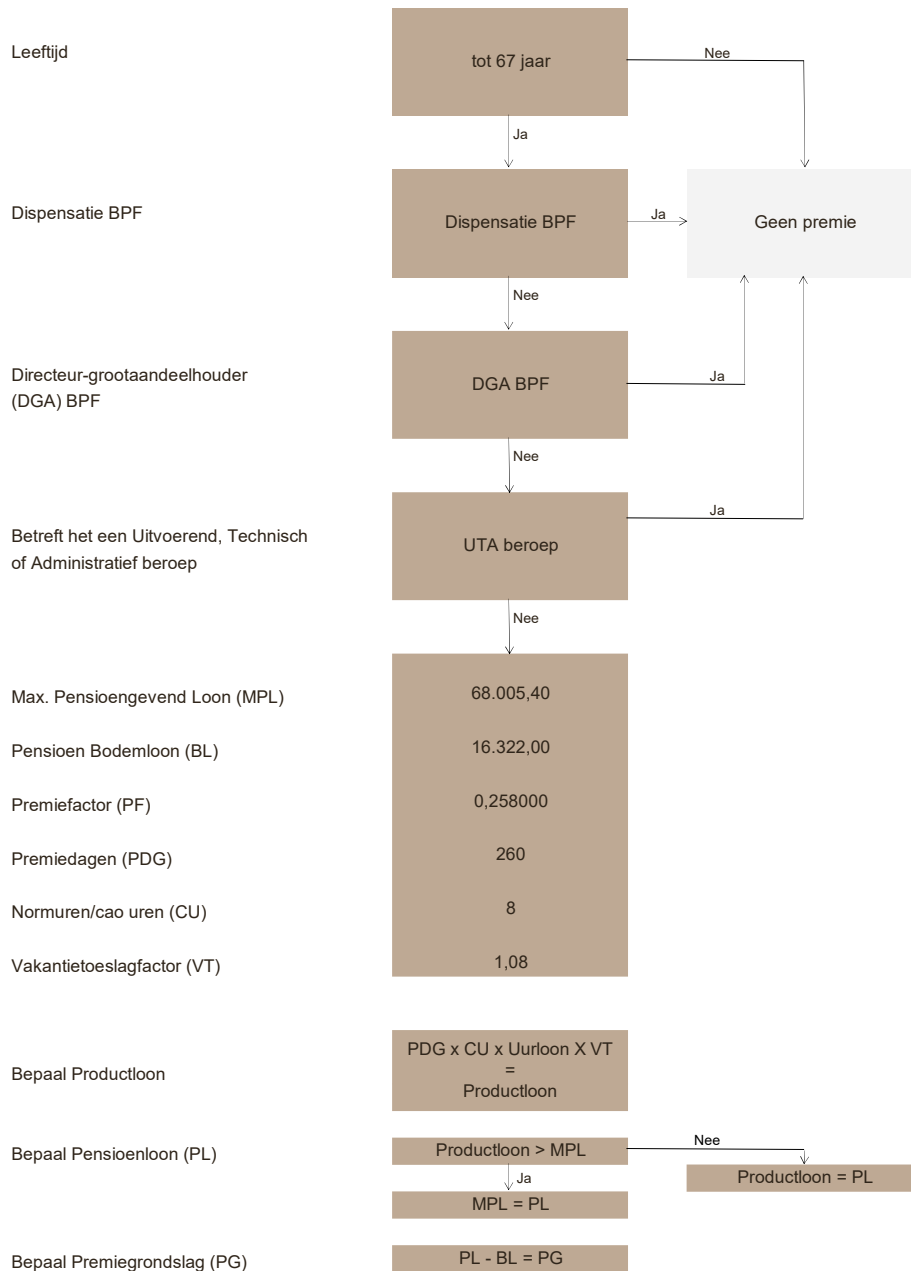 Leeftijd
tot 67 jaar
Nee
Ja
Dispensatie BPF
Dispensatie BPF
Ja
Geen premie
Nee
Directeur-grootaandeelhouder
(DGA) BPF
DGA BPF
Ja
Nee
Betreft het een Uitvoerend, Technisch
of Administratief beroep
UTA beroep
Ja
Nee
Max. Pensioengevend Loon (MPL)
68.005,40
Pensioen Bodemloon (BL)
16.322,00
Premiefactor (PF)
0,258000
Premiedagen (PDG)
260
Normuren/cao uren (CU)
8
Vakantietoeslagfactor (VT)
1,08
Bepaal Productloon
PDG x CU x Uurloon X VT
=
Productloon
Bepaal Pensioenloon (PL)
Productloon > MPL
Nee
Productloon = PL
Ja
MPL = PL
Bepaal Premiegrondslag (PG)
PL - BL = PG